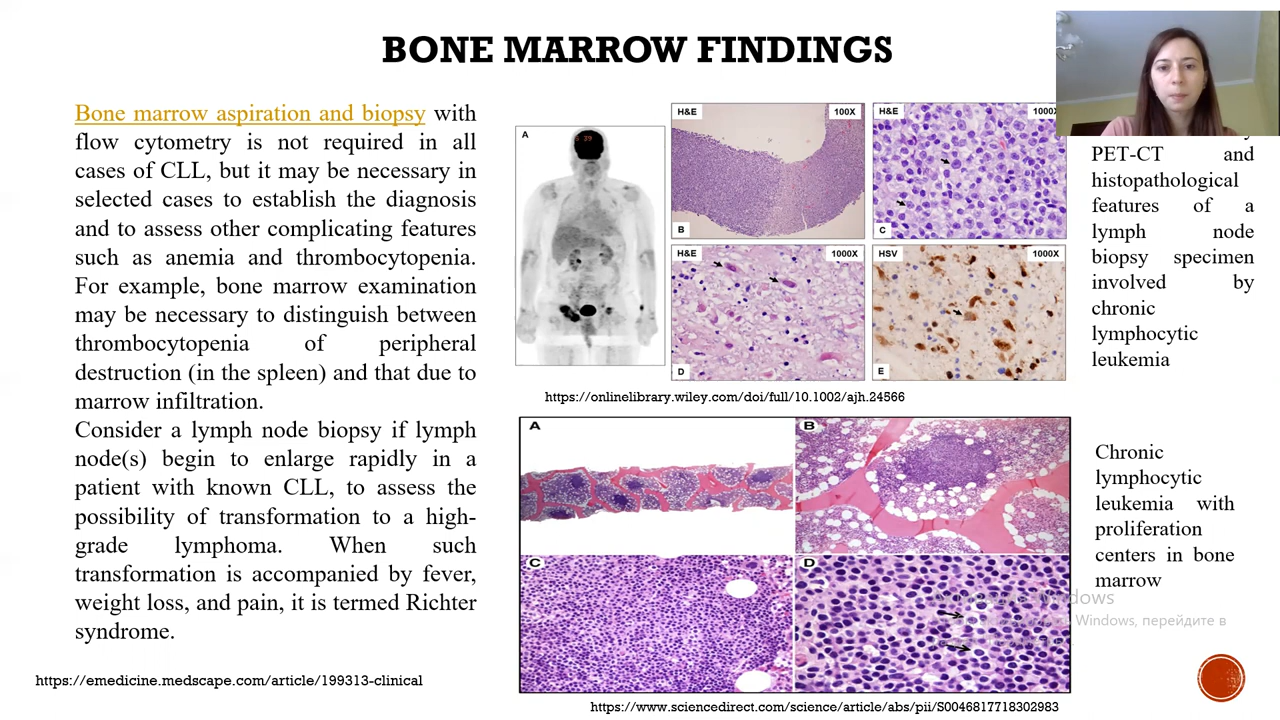 BONE MARROW FINDINGS
Bone marrow aspiration and biopsy with
flow cytometry is not required in all
cases of CLL, but it may be necessary in
selected cases to establish the diagnosis
and to assess other complicating features
such as anemia and thrombocytopenia.
For example, bone marrow examination
may be necessary to distinguish between
thrombocytopenia of peripheral
destruction (in the spleen) and that due to
marrow infiltration.
Consider a lymph node biopsy if lymph
node(s) begin to enlarge rapidly in a
patient with known CLL, to assess the
possibility of transformation to a high-
grade lymphoma. When such
transformation is accompanied by fever,
weight loss, and pain, it is termed Richter
syndrome.
https://emedicine.medscape.com/article/199313-clinical
A
39
H&E 100X
B
H&E 1000X
C
H&E 1000X
D
HSV 1000X
E
https://onlinelibrary.wiley.com/doi/full/10.1002/ajh.24566
PET-CT and
histopathological
features of a
lymph node
biopsy specimen
involved by
chronic
lymphocytic
leukemia
A
B
C
D
Chronic
lymphocytic
leukemia with
proliferation
centers in bone
marrow
Windows, перейдите в
https://www.sciencedirect.com/science/article/abs/pii/S0046817718302983